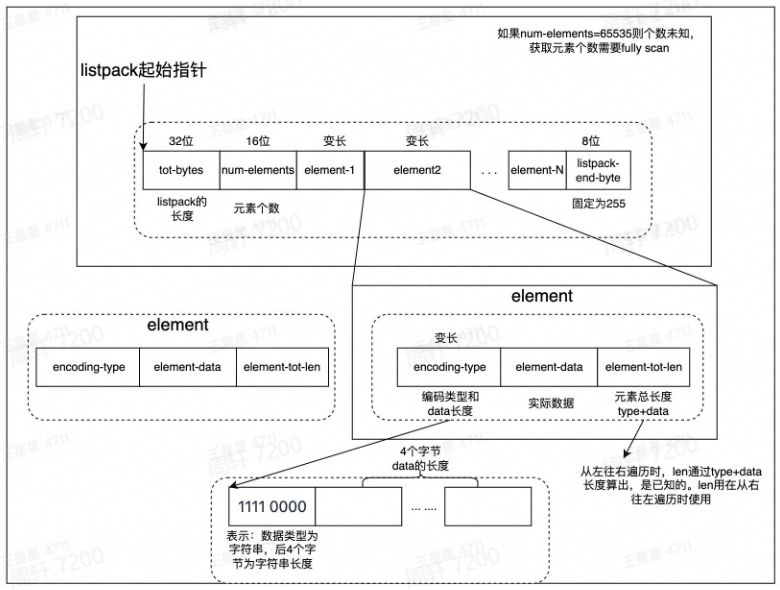 如果num-elements=65535则个数未知，
获取元素个数需要fully scan
listpack起始指针
32位
16位
变长
变长
8位
tot-bytes
num-elements
element-1
element2
. . .
element-N
listpack-
end-byte
listpack的
长度
元素个数
固定为255
element
encoding-type
element-data
element-tot-len
element
变长
encoding-type
element-data
element-tot-len
编码类型和
data长度
实际数据
元素总长度
type+data
从左往右遍历时，len通过type+data
长度算出，是已知的。len用在从右
往左遍历时使用
4个字节
data的长度
1111 0000
... ....
表示：数据类型为
字符串，后4个字
节为字符串长度
王星星 4711
周轩 7200